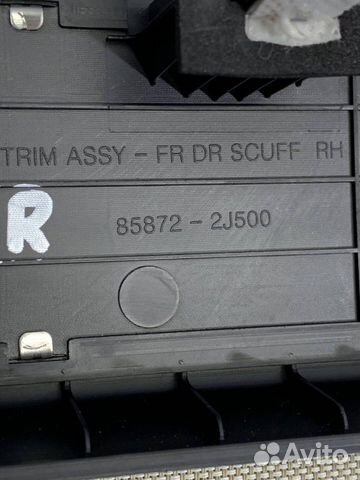 TRIM ASSY - FR DR SCUFF RH
R
85872 - 2J500
Avito